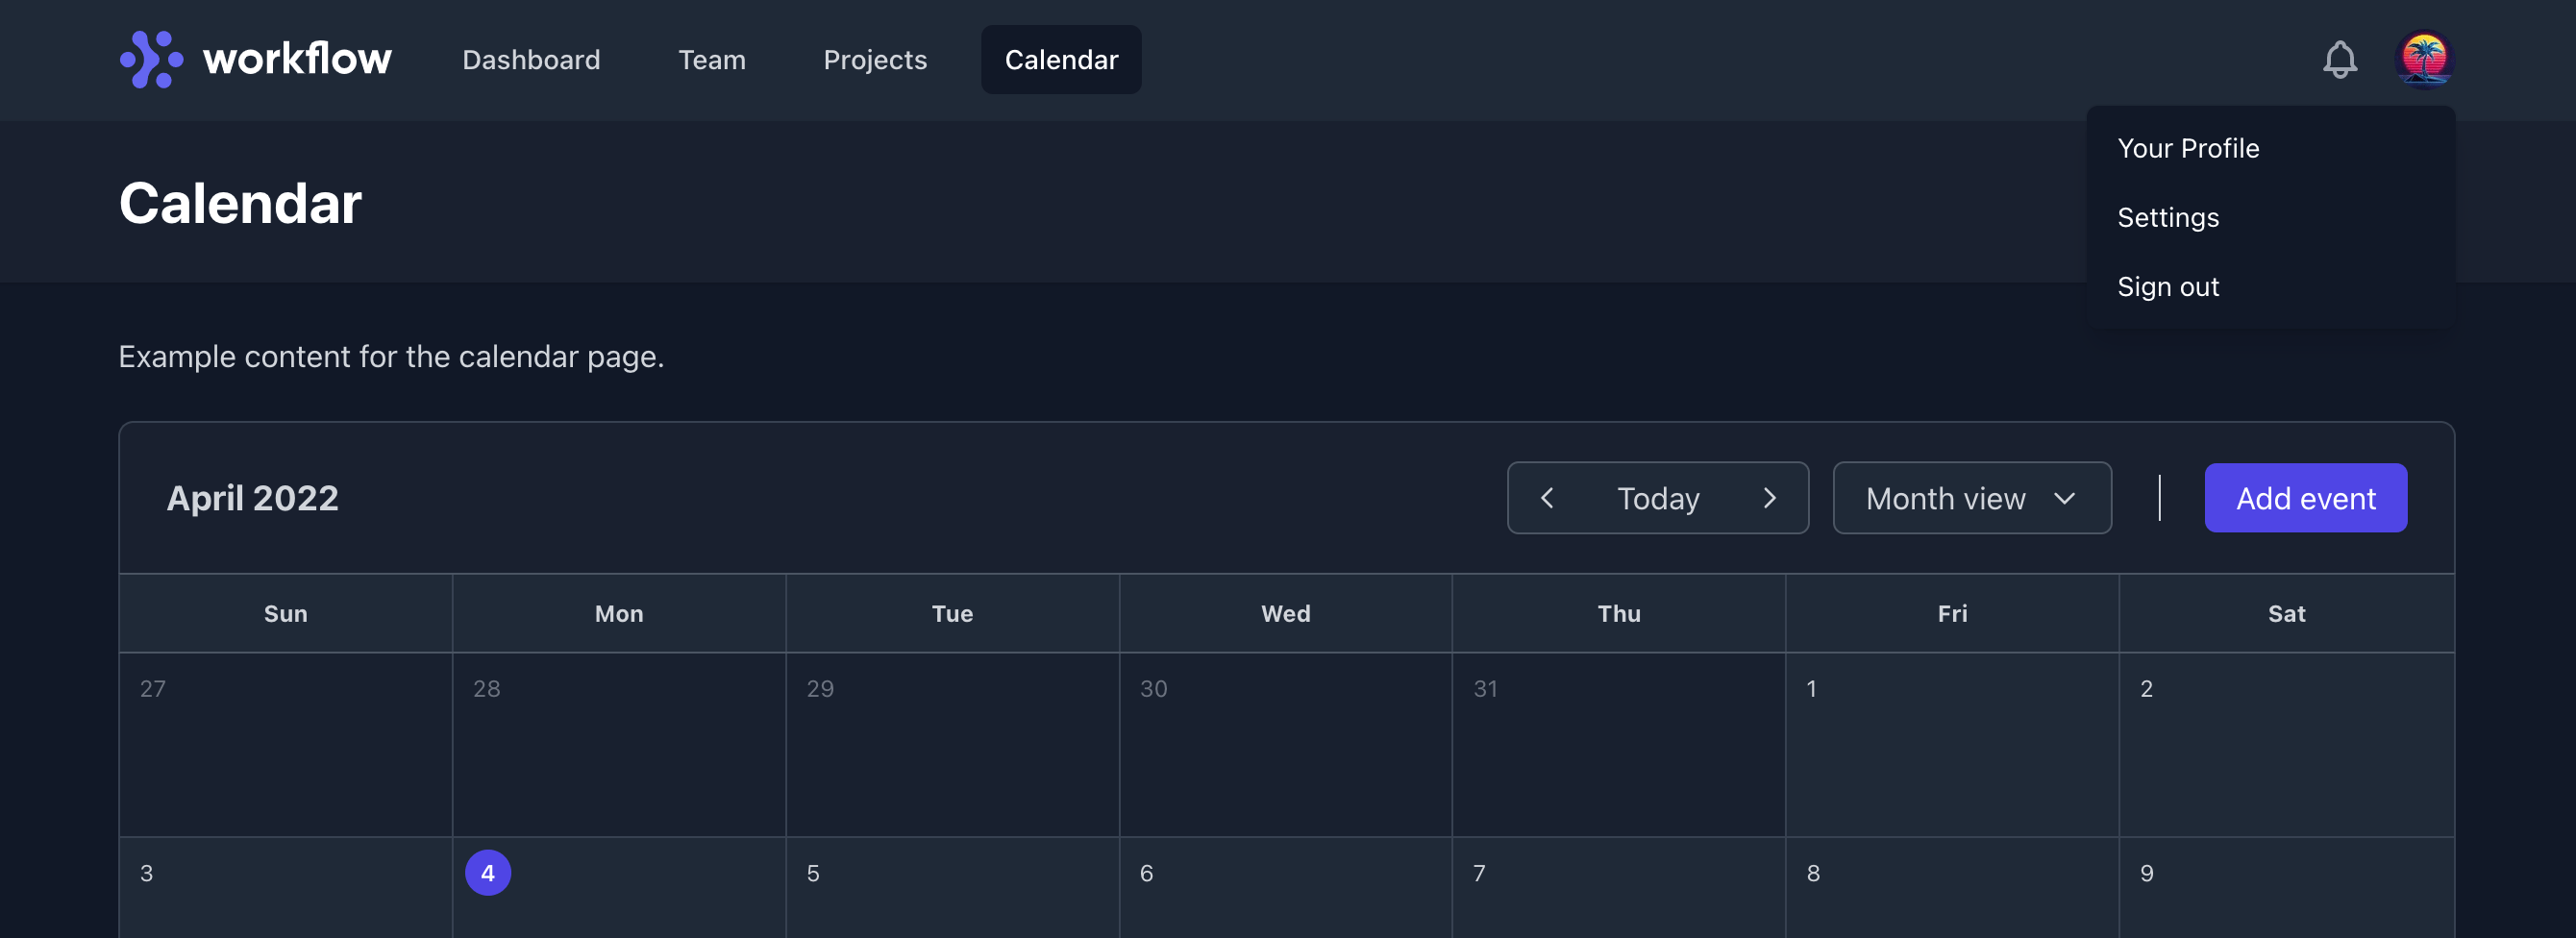 workflow Dashboard Team Projects Calendar
Your Profile
Settings
Sign out
Calendar
Example content for the calendar page.
April 2022 Today Month view Add event
Sun Mon Tue Wed Thu Fri Sat
27 28 29 30 31 1 2
3 4 5 6 7 8 9